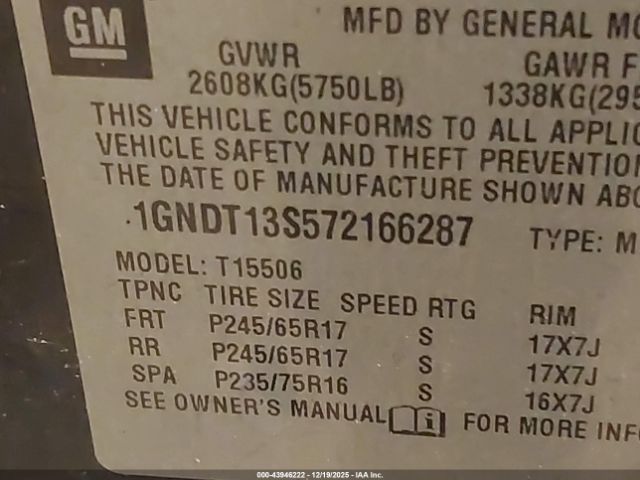 GM
MFD BY GENERAL MO
GVWR GAWR F
2608KG(5750LB) 1338KG(295
THIS VEHICLE CONFORMS TO ALL APPLIC
VEHICLE SAFETY AND THEFT PREVENTION
THE DATE OF MANUFACTURE SHOWN ABO
1GNDT13S572166287 TYPE: M
MODEL: T15506
TPNC TIRE SIZE SPEED RTG RIM
FRT P245/65R17 S 17X7J
RR P245/65R17 S 17X7J
SPA P235/75R16 S 16X7J
SEE OWNER'S MANUAL i FOR MORE INFO
000-43946222 - 12/19/2025 - IAA Inc.